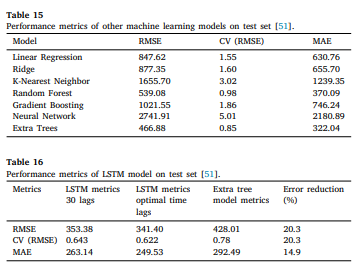 Table 15
Performance metrics of other machine learning models on test set [51].
Model RMSE CV (RMSE) MAE
Linear Regression 847.62 1.55 630.76
Ridge 877.35 1.60 655.70
K-Nearest Neighbor 1655.70 3.02 1239.35
Random Forest 539.08 0.98 370.09
Gradient Boosting 1021.55 1.86 746.24
Neural Network 2741.91 5.01 2180.89
Extra Trees 466.88 0.85 322.04
Table 16
Performance metrics of LSTM model on test set [51].
Metrics LSTM metrics LSTM metrics Extra tree Error reduction
30 lags optimal time model metrics (%)
lags
RMSE 353.38 341.40 428.01 20.3
CV (RMSE) 0.643 0.622 0.78 20.3
MAE 263.14 249.53 292.49 14.9